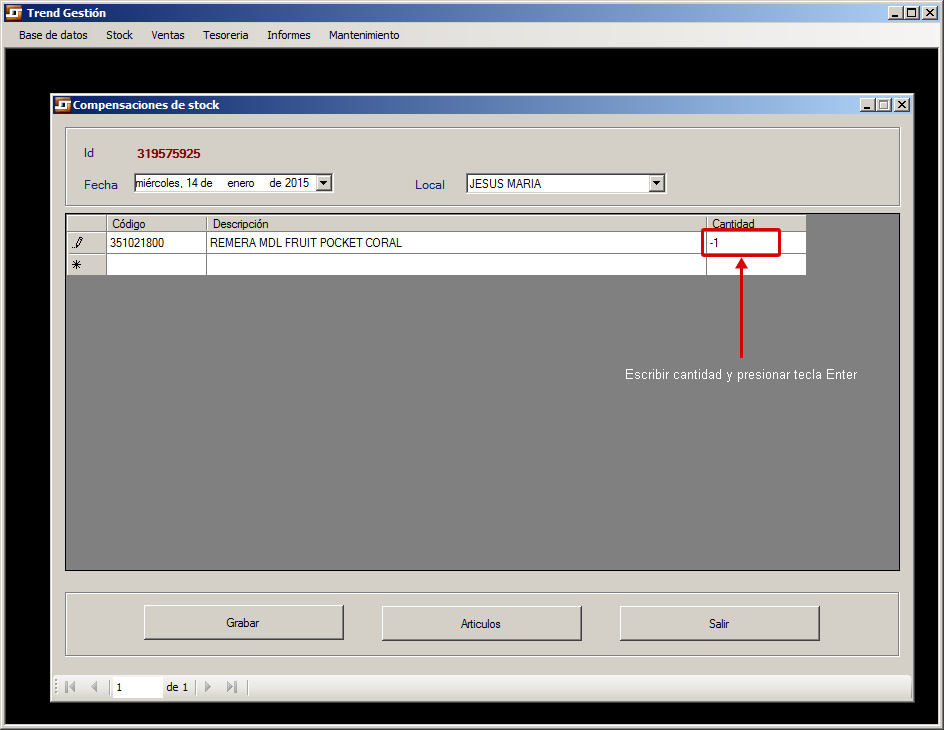 Trend Gestión
Base de datos Stock Ventas Tesoreria Informes Mantenimiento
Compensaciones de stock
Id 319575925
Fecha miércoles, 14 de enero de 2015 Local JESUS MARIA
Código Descripción Cantidad
351021800 REMERA MDL FRUIT POCKET CORAL -1
Escribir cantidad y presionar tecla Enter
Grabar Articulos Salir
1 de 1